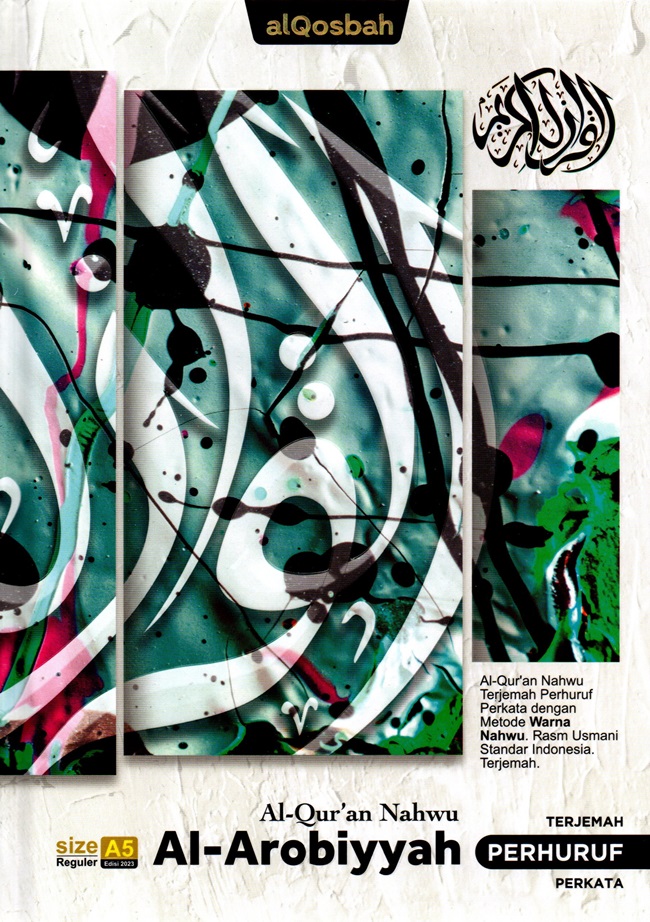 alQosbah
القرآن الكريم
Al-Qur'an Nahwu
Terjemah Perhuruf
Perkata dengan
Metode Warna
Nahwu. Rasm Usmani
Standar Indonesia.
Terjemah.
Al-Qur'an Nahwu
Al-Arobiyyah
size A5
Reguler Edisi 2023
TERJEMAH
PERHURUF
PERKATA